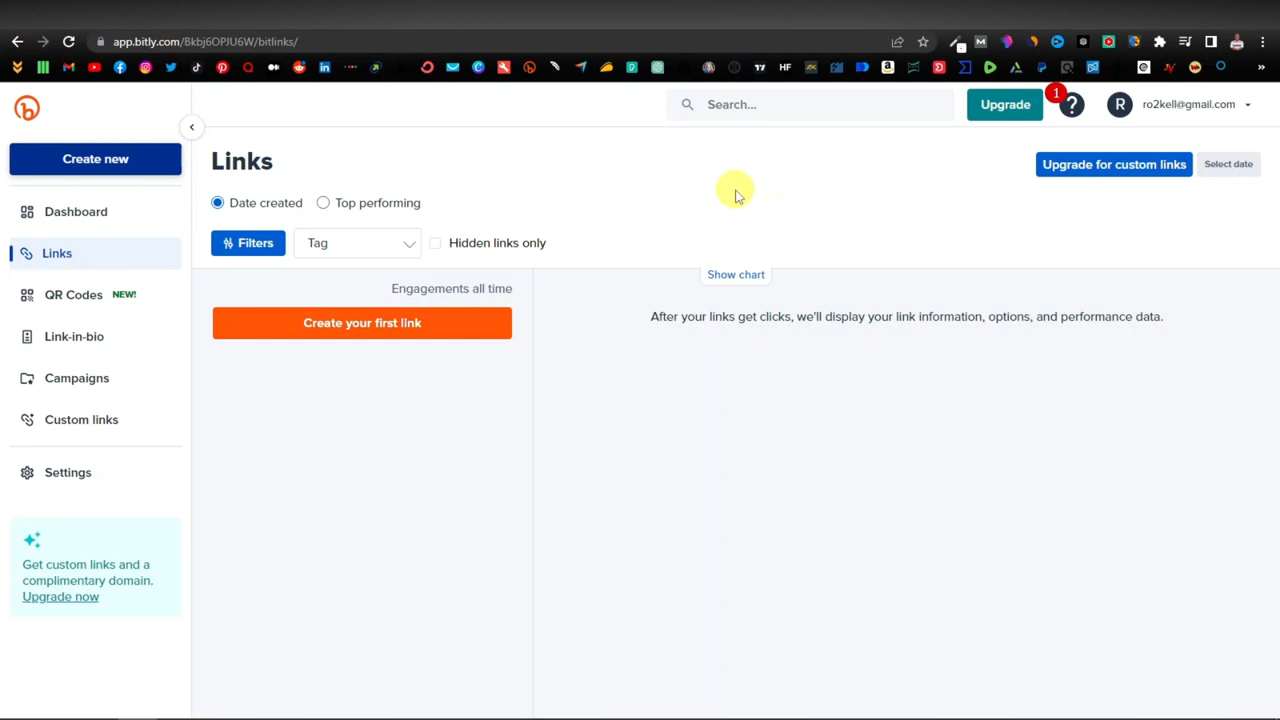 app.bitly.com/Bkbj6OPJU6W/bitlinks/
Search...
Upgrade
1
?
R
ro2kell@gmail.com
Create new
Links
Upgrade for custom links
Select date
Dashboard
Date created
Top performing
Links
Filters
Tag
Hidden links only
Show chart
QR Codes NEW!
Engagements all time
Create your first link
After your links get clicks, we'll display your link information, options, and performance data.
Link-in-bio
Campaigns
Custom links
Settings
Get custom links and a
complimentary domain.
Upgrade now